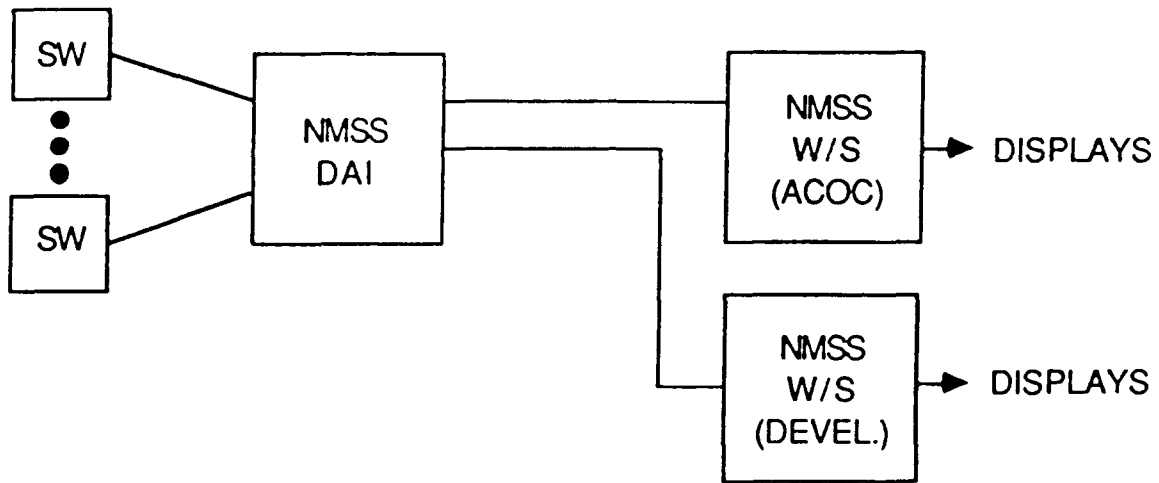 SW
SW
NMSS
DAI
NMSS
W/S
(ACOC)
DISPLAYS
NMSS
W/S
(DEVEL.)
DISPLAYS